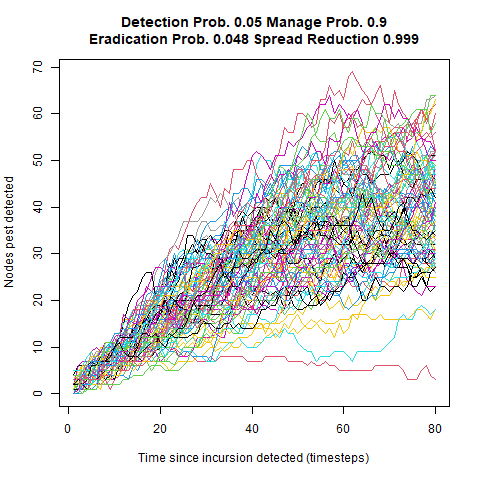 Detection Prob. 0.05 Manage Prob. 0.9
Eradication Prob. 0.048 Spread Reduction 0.999
Nodes pest detected
70
60
50
40
30
20
10
0
0 20 40 60 80
Time since incursion detected (timesteps)